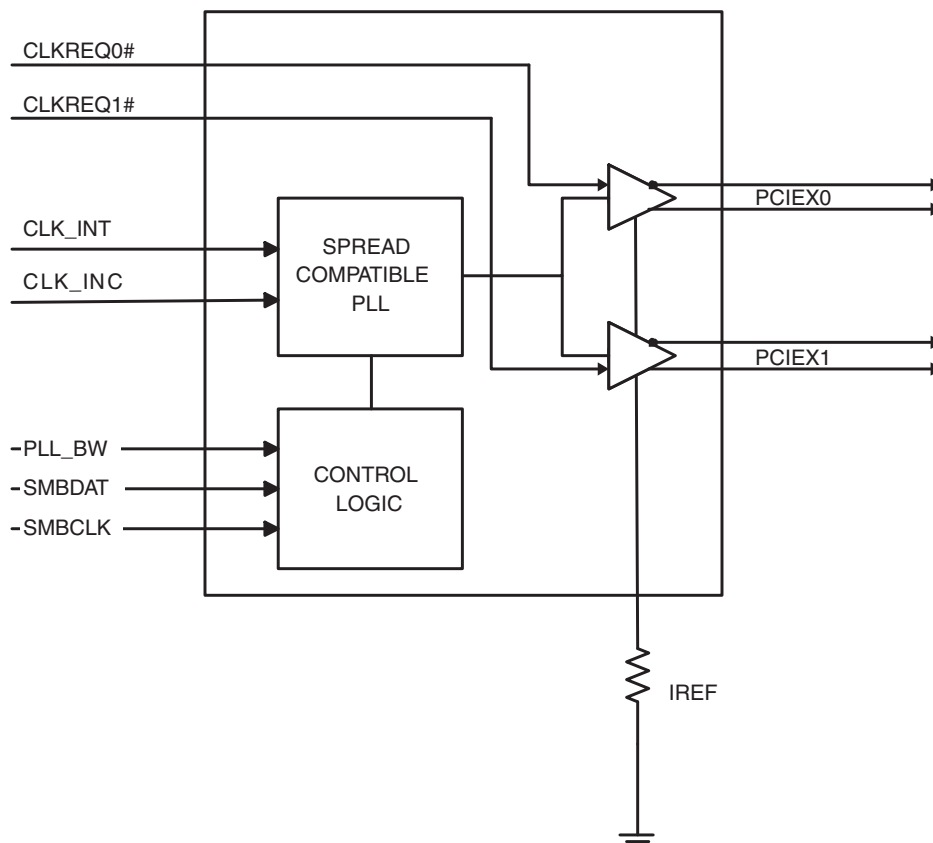 CLKREQ0#
CLKREQ1#
PCIEX0
CLK_INT
CLK_INC
SPREAD
COMPATIBLE
PLL
PCIEX1
PLL_BW
SMBDAT
SMBCLK
CONTROL
LOGIC
IREF